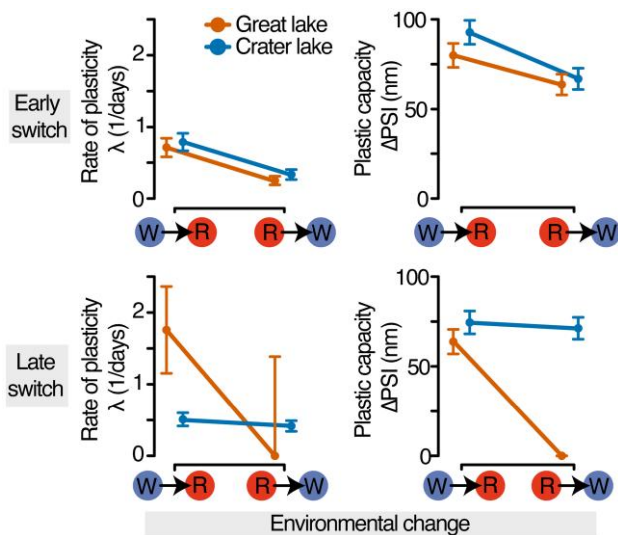 Great lake
Crater lake
Early
switch
Rate of plasticity
λ (1/days)
2
1
0
W R R W
Plastic capacity
ΔPSI (nm)
100
75
50
0
W R R W
Late
switch
Rate of plasticity
λ (1/days)
2
1
0
W R R W
Plastic capacity
ΔPSI (nm)
100
50
0
W R R W
Environmental change